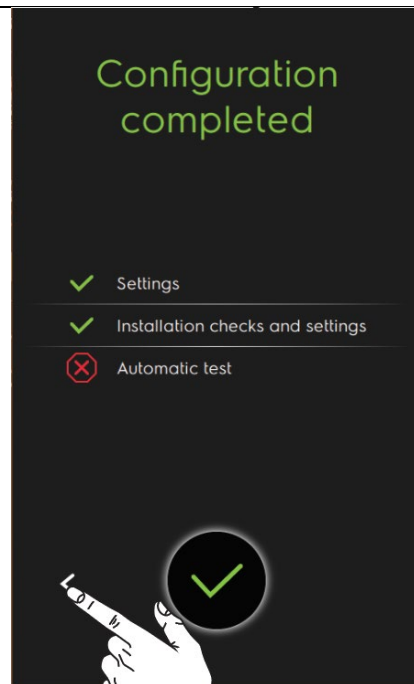 Configuration
completed
Settings
Installation checks and settings
Automatic test